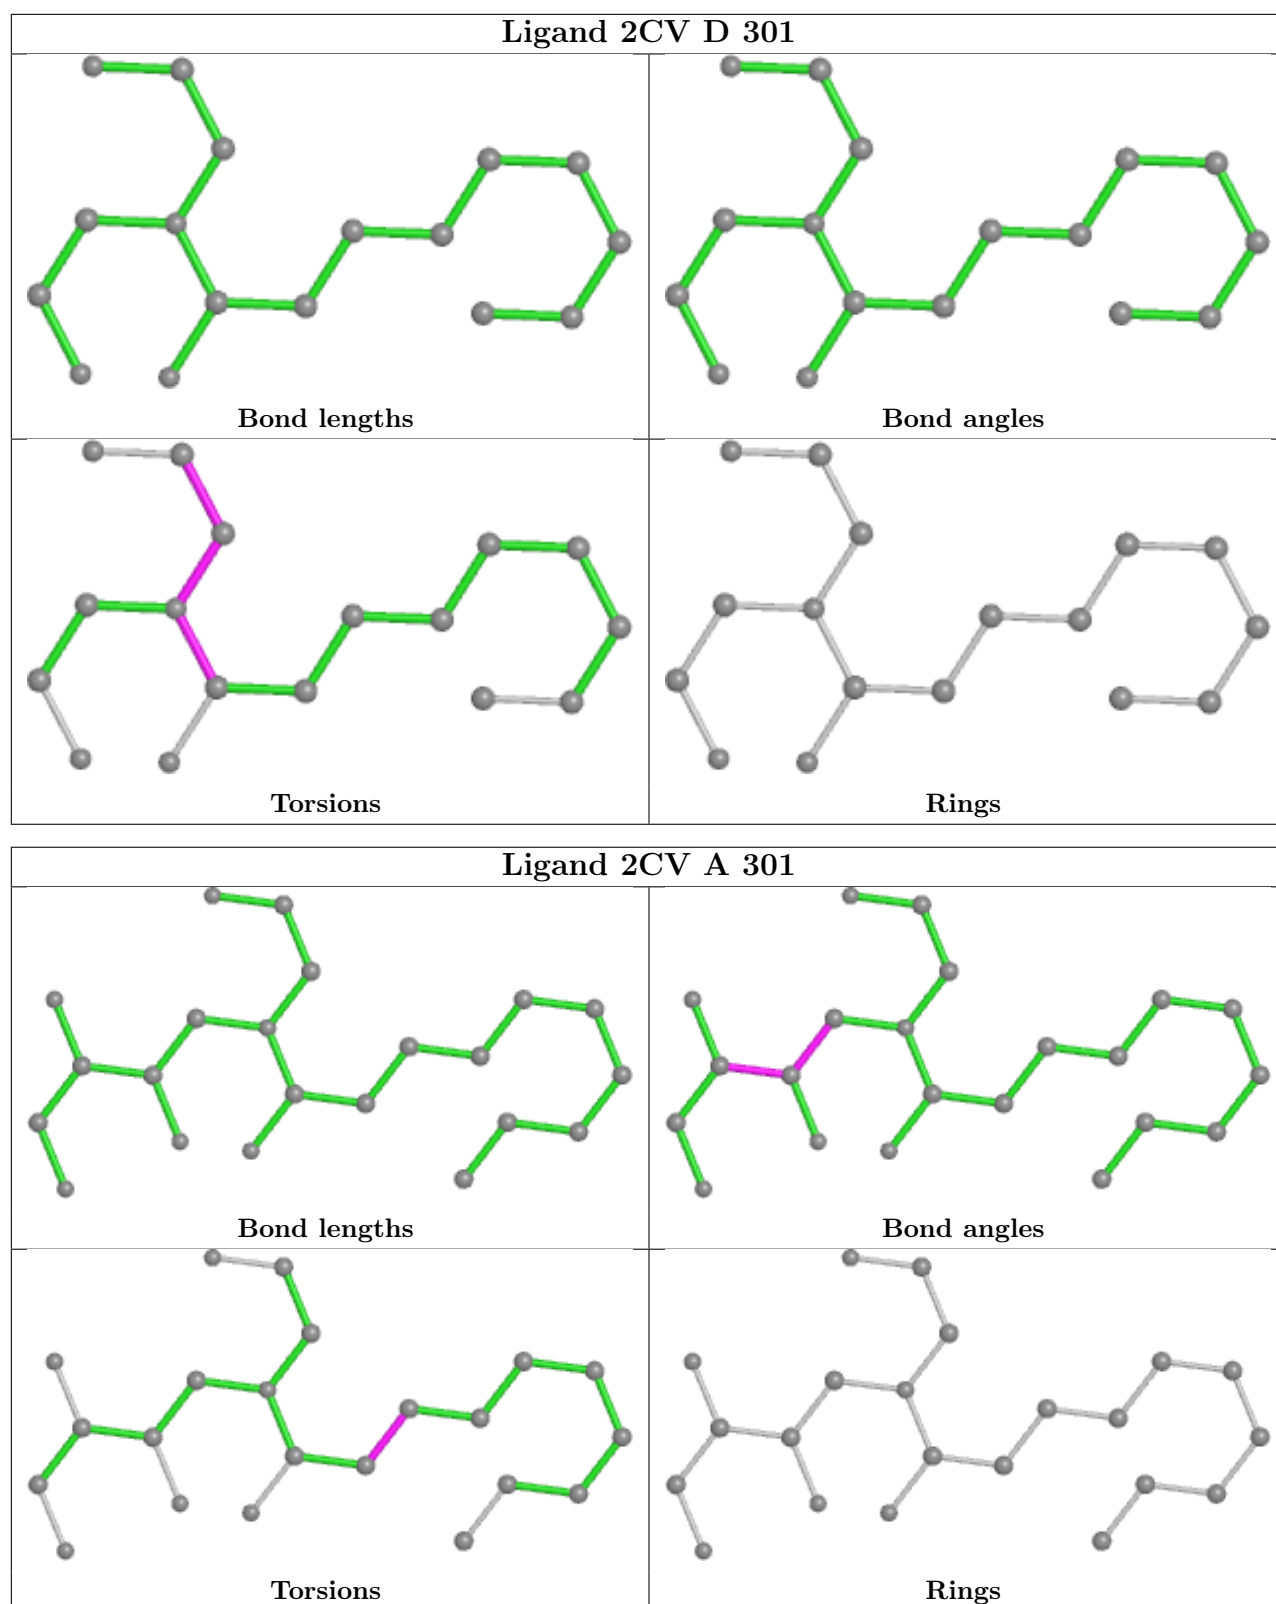 Ligand 2CV D 301
Bond lengths
Bond angles
Torsions
Rings
Ligand 2CV A 301
Bond lengths
Bond angles
Torsions
Rings